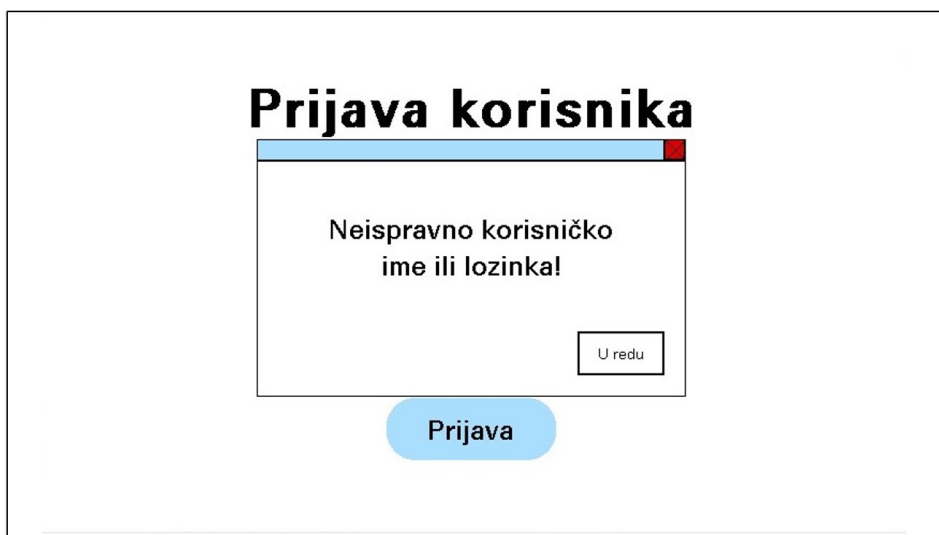 Prijava korisnika
Neispravno korisničko
ime ili lozinka!
U redu
Prijava